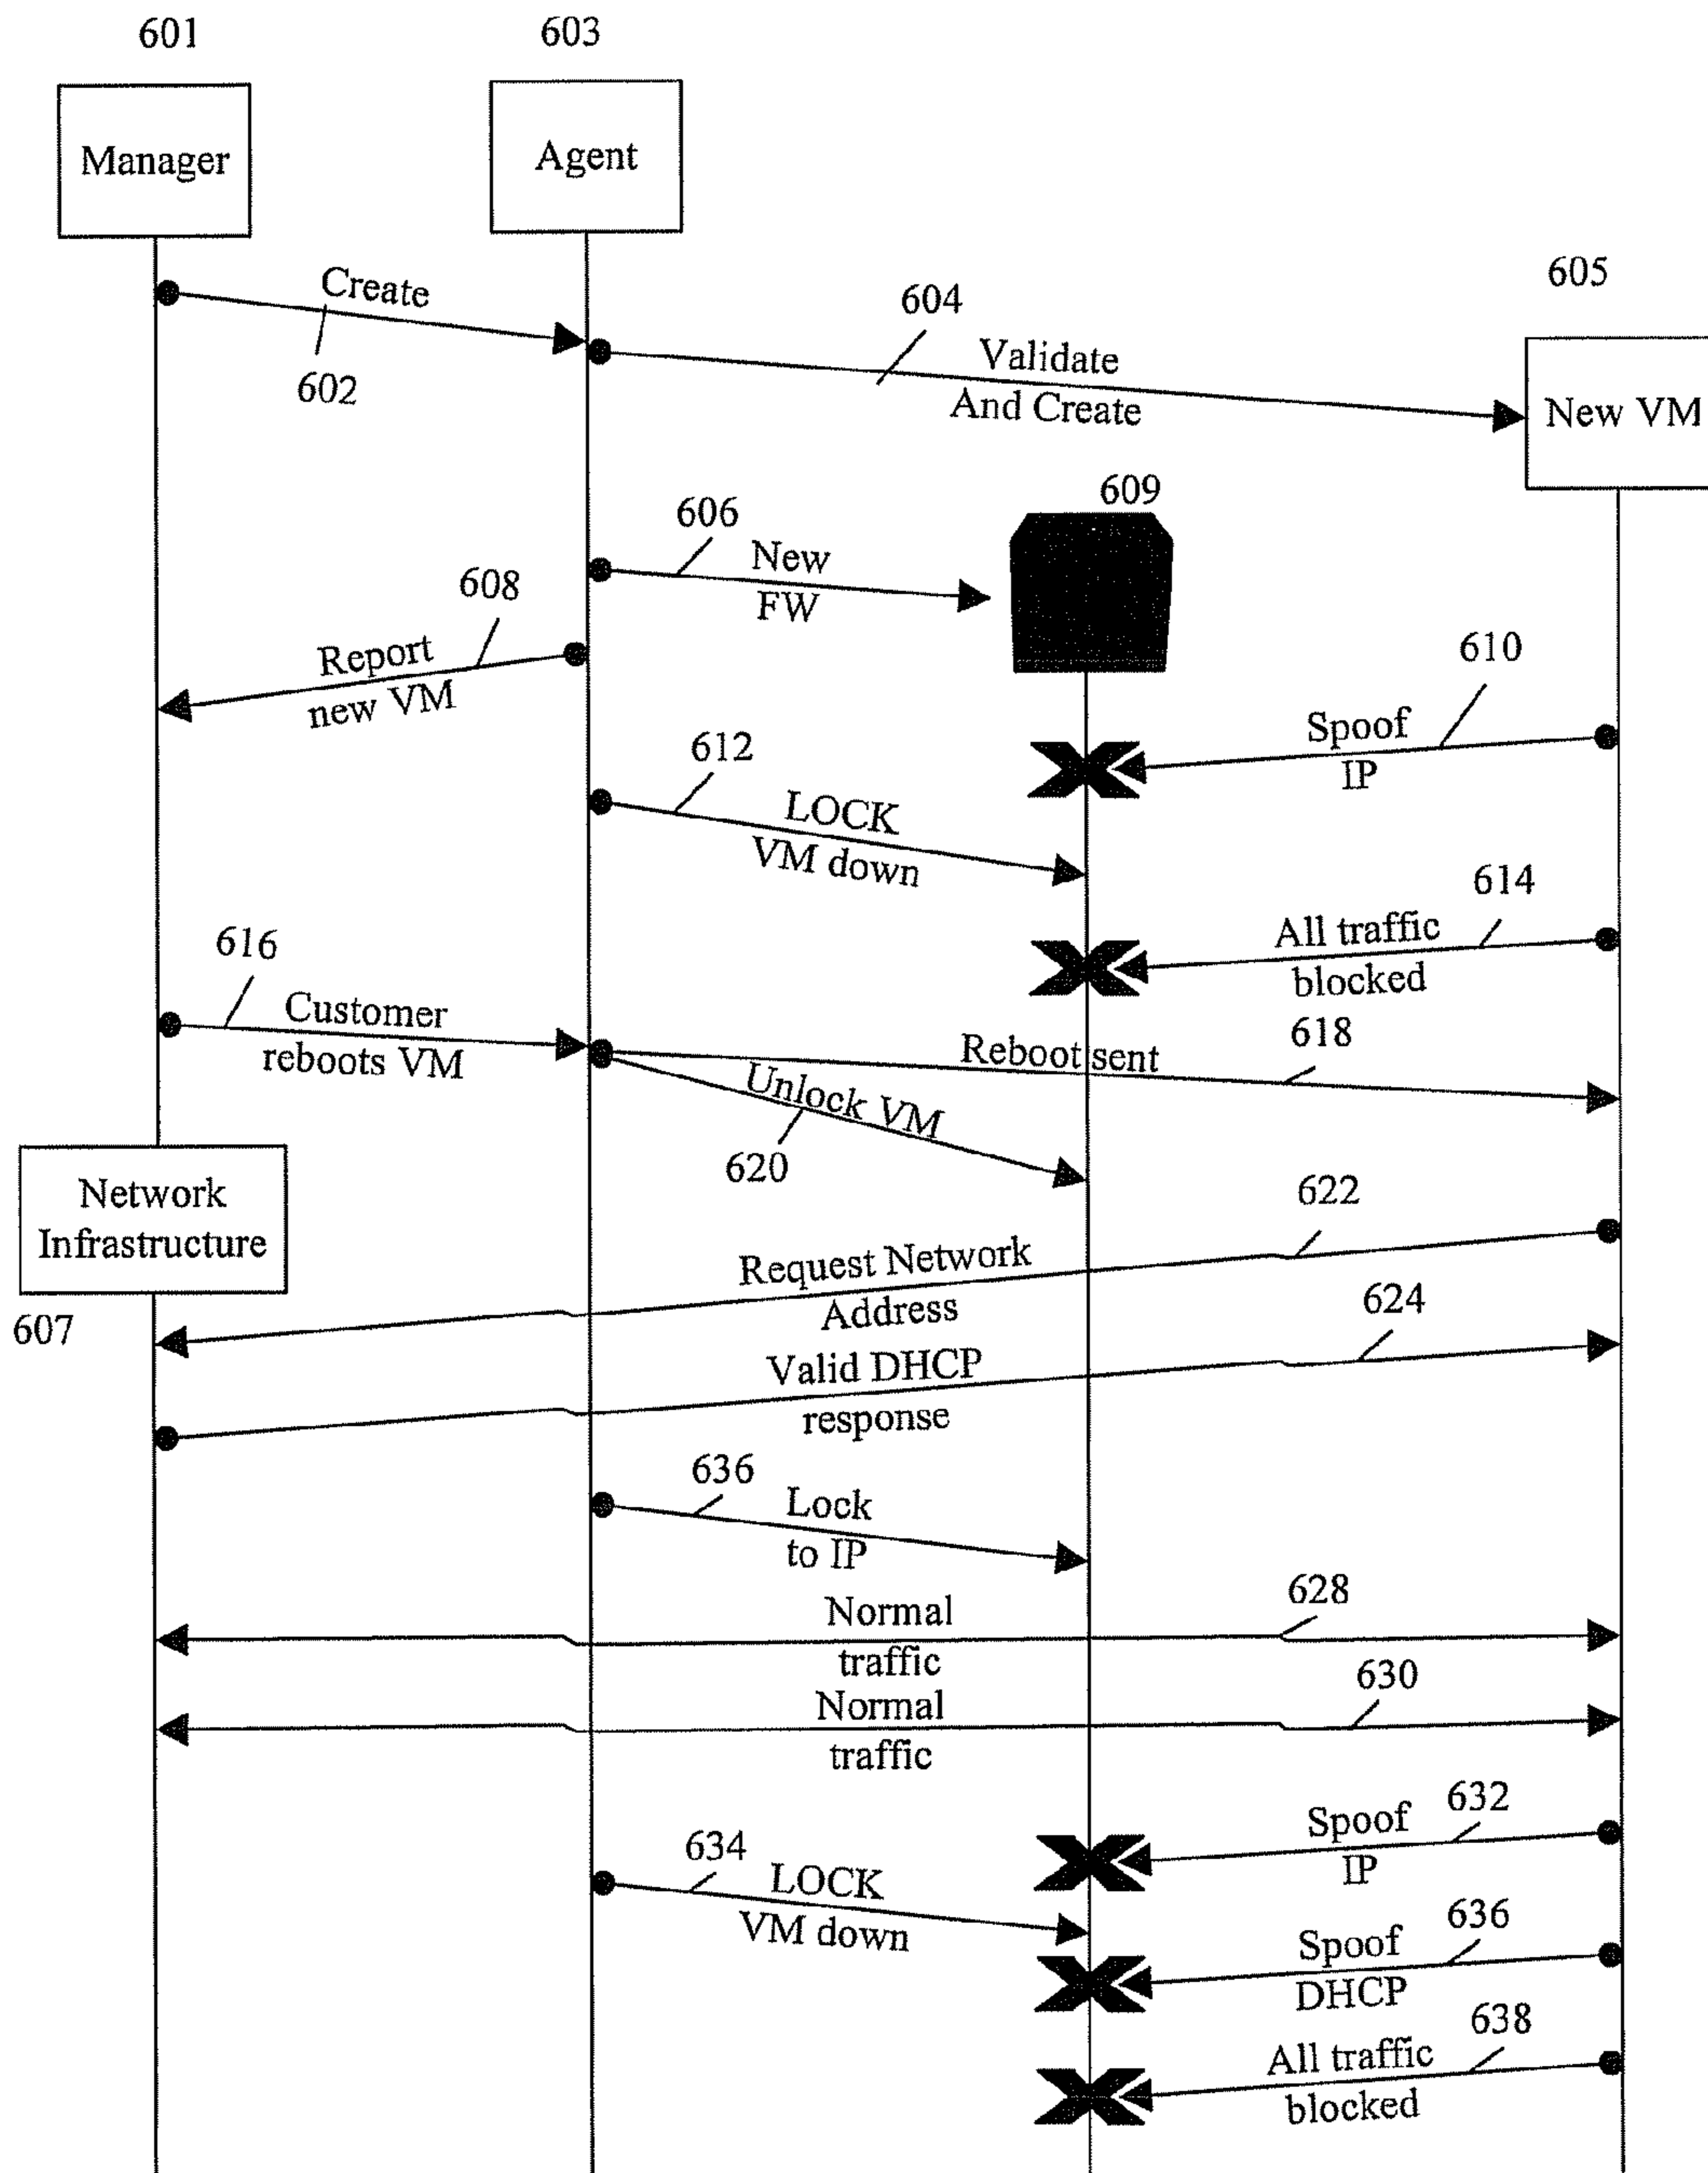 601
603
Manager
Agent
605
Create
602
604
Validate
And Create
New VM
609
606
New
FW
608
Report
new VM
610
Spoof
IP
612
LOCK
VM down
614
All traffic
blocked
616
Customer
reboots VM
618
Reboot sent
Unlock VM
620
Network
Infrastructure
607
622
Request Network
Address
624
Valid DHCP
response
636
Lock
to IP
628
Normal
traffic
630
Normal
traffic
632
Spoof
IP
634
LOCK
VM down
636
Spoof
DHCP
638
All traffic
blocked